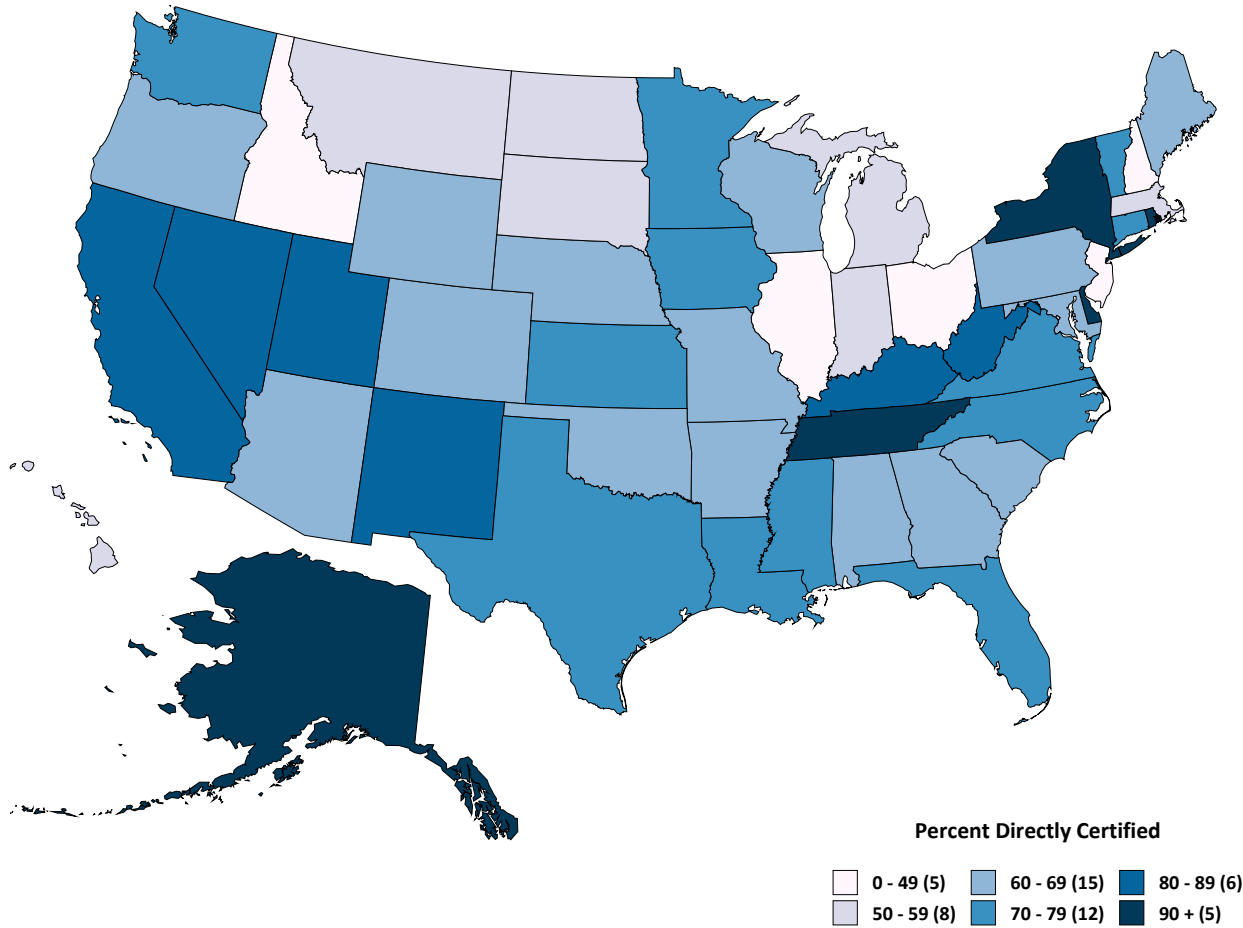 Percent Directly Certified
0 - 49 (5) 60 - 69 (15) 80 - 89 (6)
50 - 59 (8) 70 - 79 (12) 90 + (5)